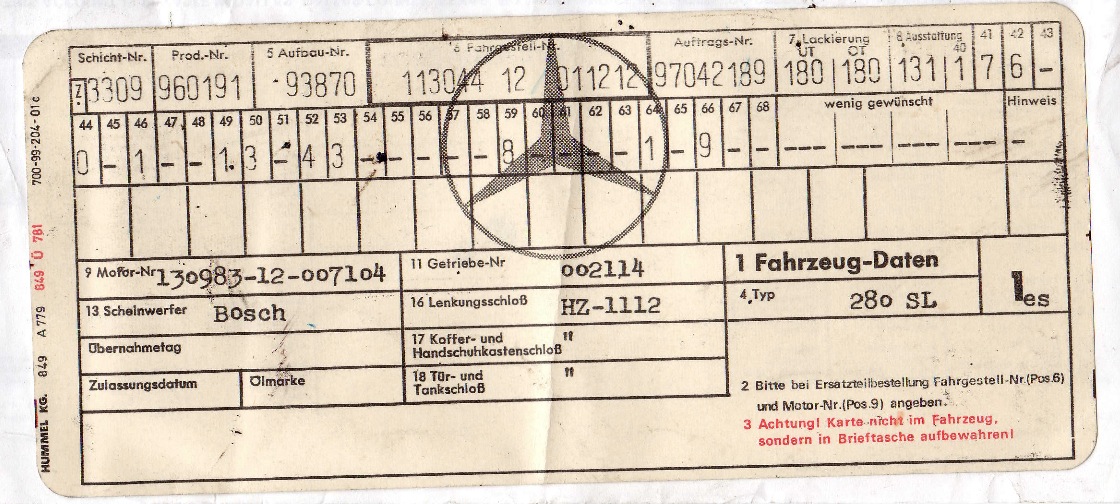 Schicht-Nr. Prod.-Nr. 5 Aufbau-Nr. 6 Fahrgestell-Nr. Auftrags-Nr. 7 Lackierung UT OT 8 Ausstattung 40 41 42 43
Z 3309 960191 93870 113044 12 011212 97042189 180 180 131 1 7 6 -
44 45 46 47 48 49 50 51 52 53 54 55 56 57 58 59 60 61 62 63 64 65 66 67 68 wenig gewünscht Hinweis
0 - 1 - - 1. 3 - 4 3 - - - - - 8 - - - - 1 - 9 - - --- --- --- --- --- -
9 Motor-Nr 130983-12-007104 11 Getriebe-Nr 002114 1 Fahrzeug-Daten 1es
13 Scheinwerfer Bosch 16 Lenkungsschloß HZ-1112 4 Typ 280 SL
Übernahmetag 17 Koffer- und Handschuhkastenschloß "
Zulassungsdatum Ölmarke 18 Tür- und Tankschloß "
2 Bitte bei Ersatzteilbestellung Fahrgestell-Nr.(Pos.6)
und Motor-Nr.(Pos.9) angeben.
3 Achtung! Karte nicht im Fahrzeug,
sondern in Brieftasche aufbewahren!
HUMMEL KG. 849 A 779 849 Ü 781 700-99-204-01c